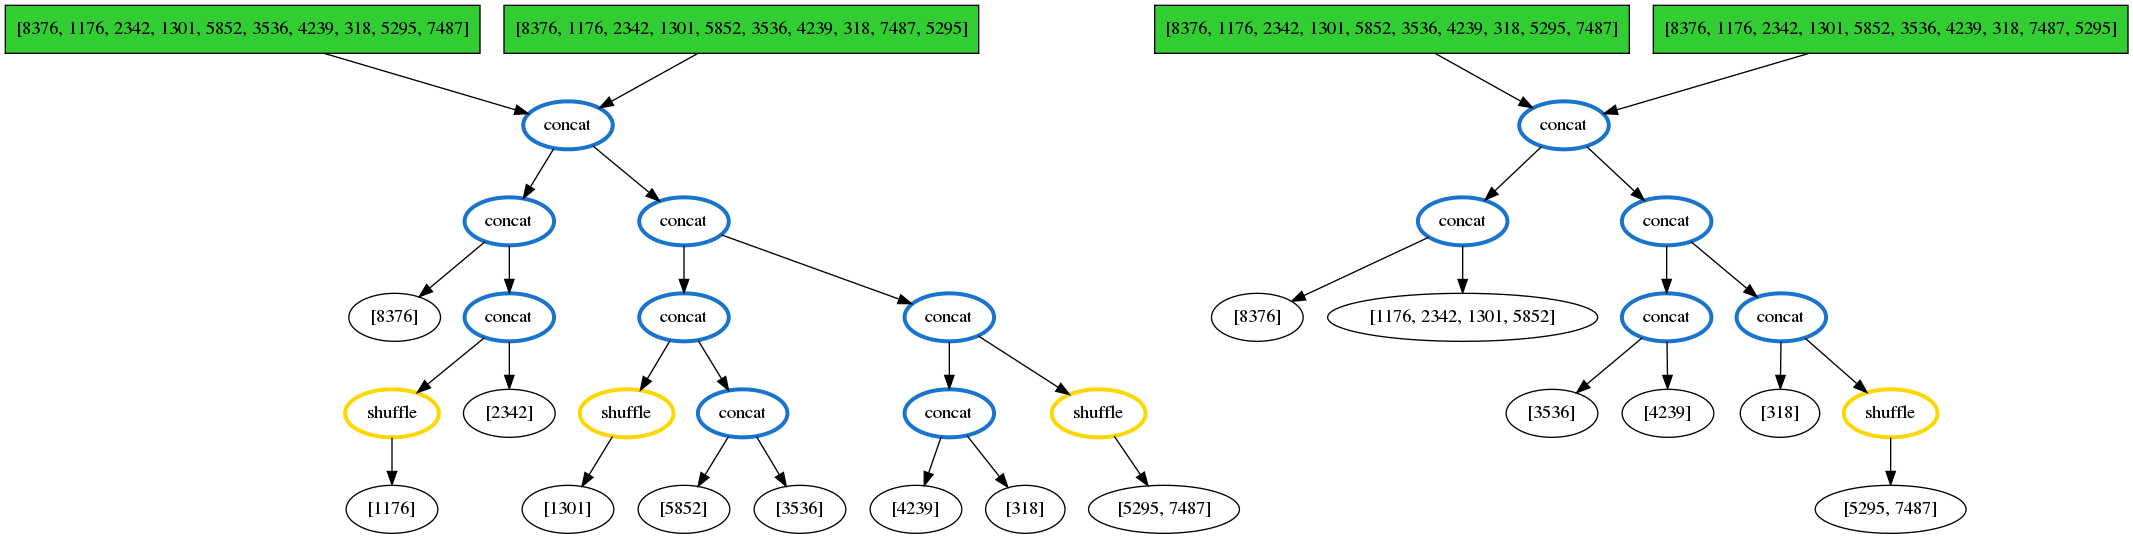 [8376, 1176, 2342, 1301, 5852, 3536, 4239, 318, 5295, 7487]
[8376, 1176, 2342, 1301, 5852, 3536, 4239, 318, 7487, 5295]
[8376, 1176, 2342, 1301, 5852, 3536, 4239, 318, 5295, 7487]
[8376, 1176, 2342, 1301, 5852, 3536, 4239, 318, 7487, 5295]
concat
concat
concat
concat
concat
concat
[8376]
concat
concat
concat
[8376]
[1176, 2342, 1301, 5852]
concat
concat
shuffle
[2342]
shuffle
concat
concat
shuffle
[3536]
[4239]
[318]
shuffle
[1176]
[1301]
[5852]
[3536]
[4239]
[318]
[5295, 7487]
[5295, 7487]